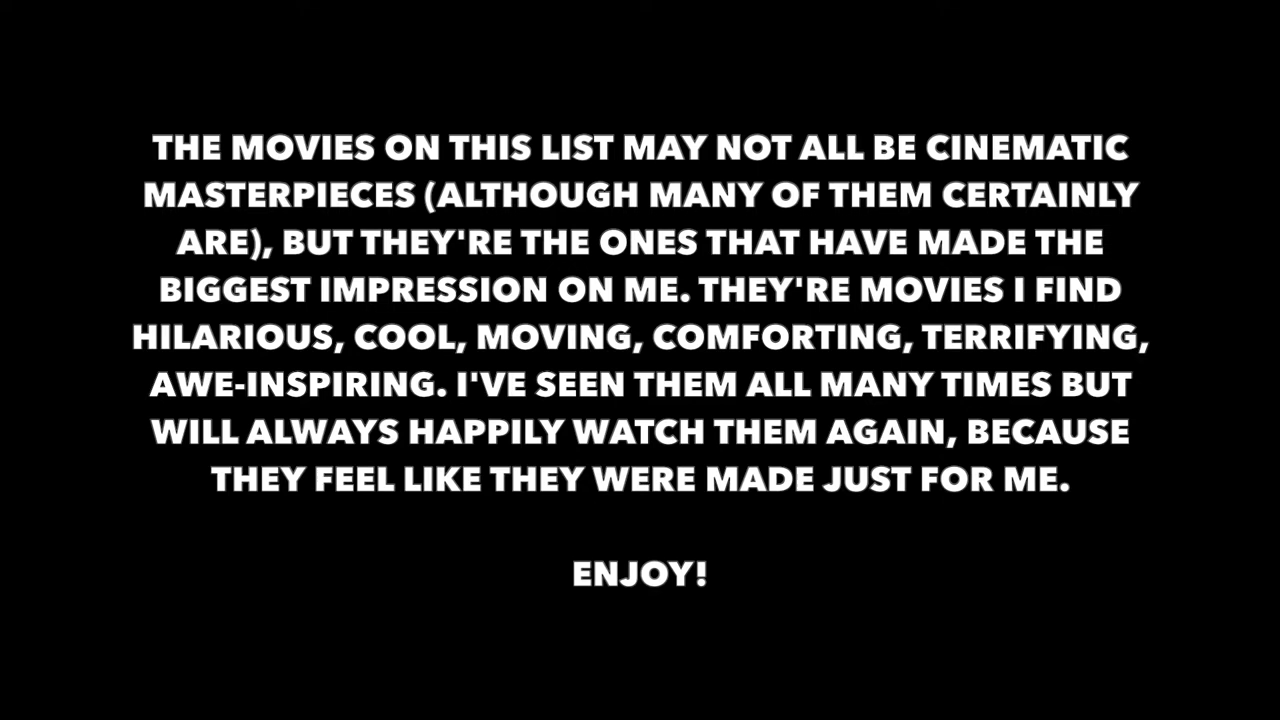 THE MOVIES ON THIS LIST MAY NOT ALL BE CINEMATIC
MASTERPIECES (ALTHOUGH MANY OF THEM CERTAINLY
ARE), BUT THEY'RE THE ONES THAT HAVE MADE THE
BIGGEST IMPRESSION ON ME. THEY'RE MOVIES I FIND
HILARIOUS, COOL, MOVING, COMFORTING, TERRIFYING,
AWE-INSPIRING. I'VE SEEN THEM ALL MANY TIMES BUT
WILL ALWAYS HAPPILY WATCH THEM AGAIN, BECAUSE
THEY FEEL LIKE THEY WERE MADE JUST FOR ME.
ENJOY!